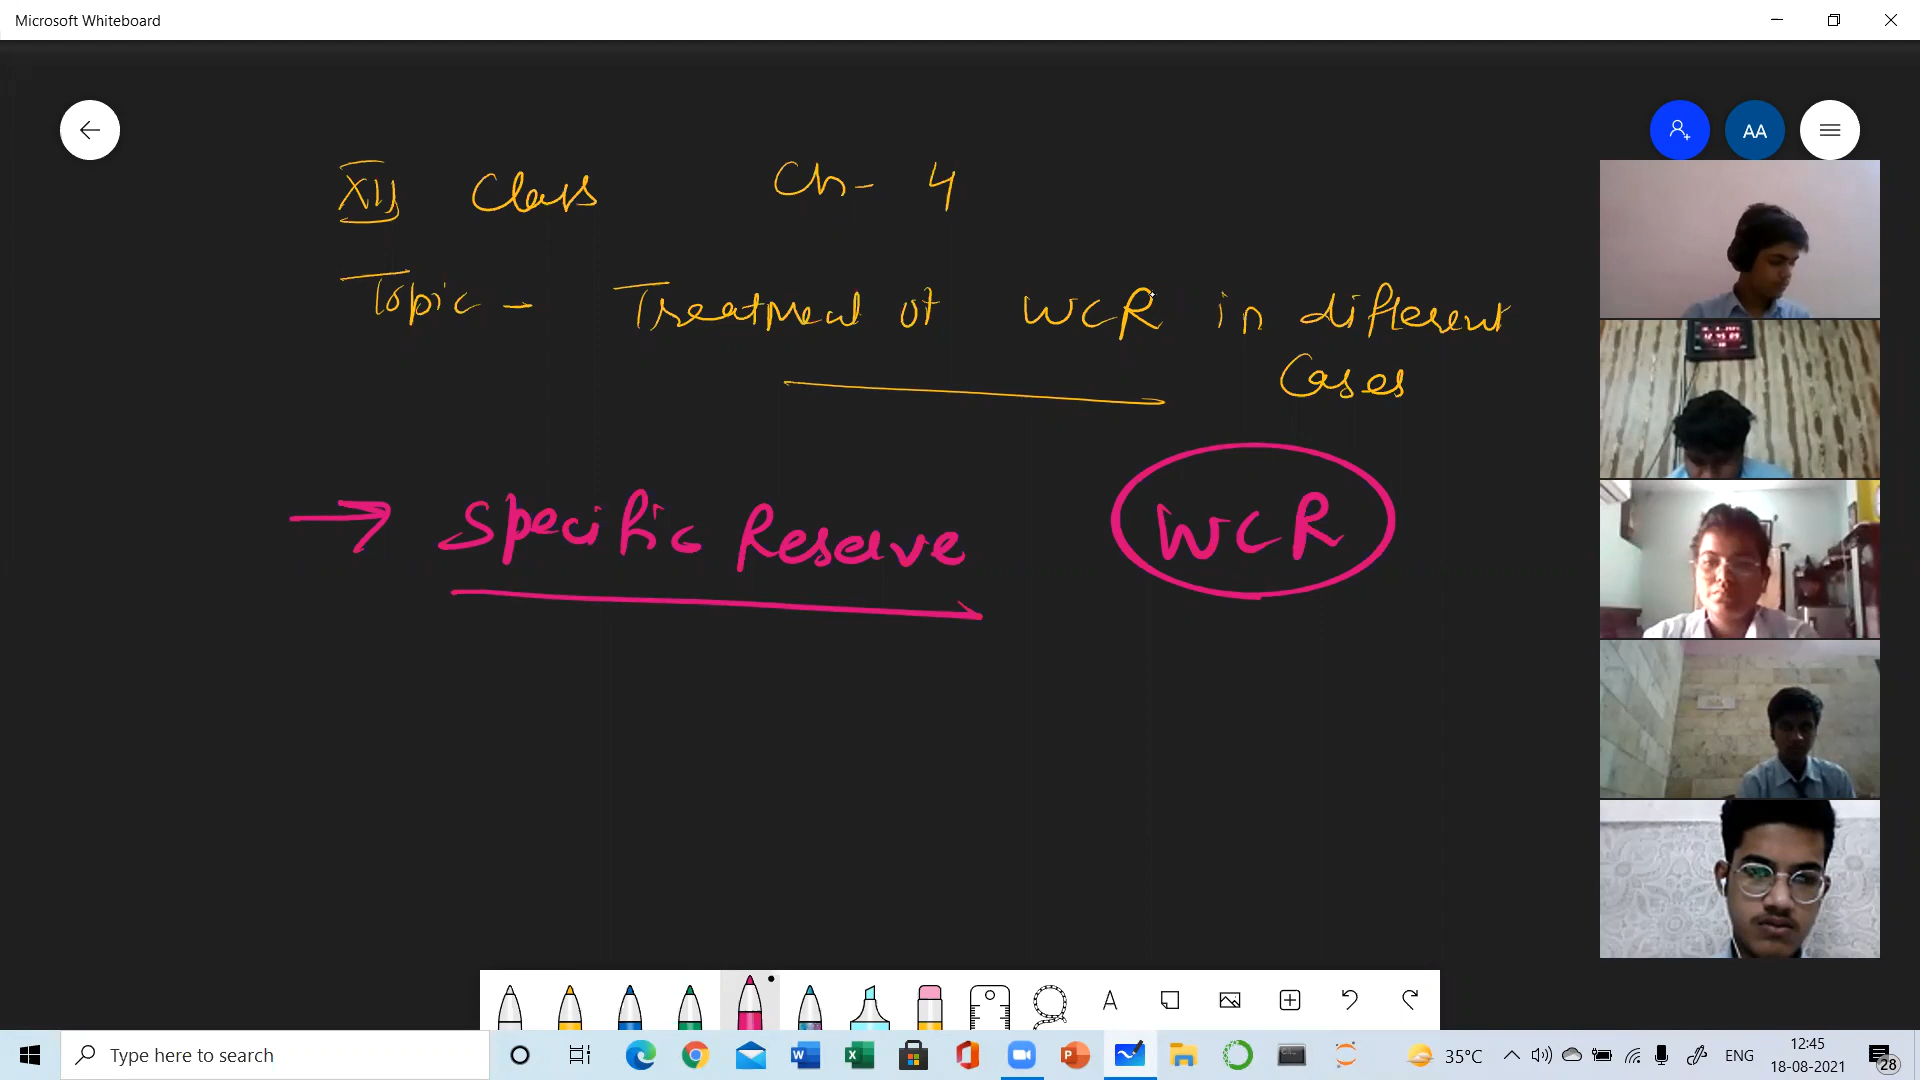 Microsoft Whiteboard
AA
XII Class Ch- 4
Topic - Treatment of WCR in different
Cases
→ Specific Reserve WCR
A
Type here to search
35°C
ENG
12:45
18-08-2021
28